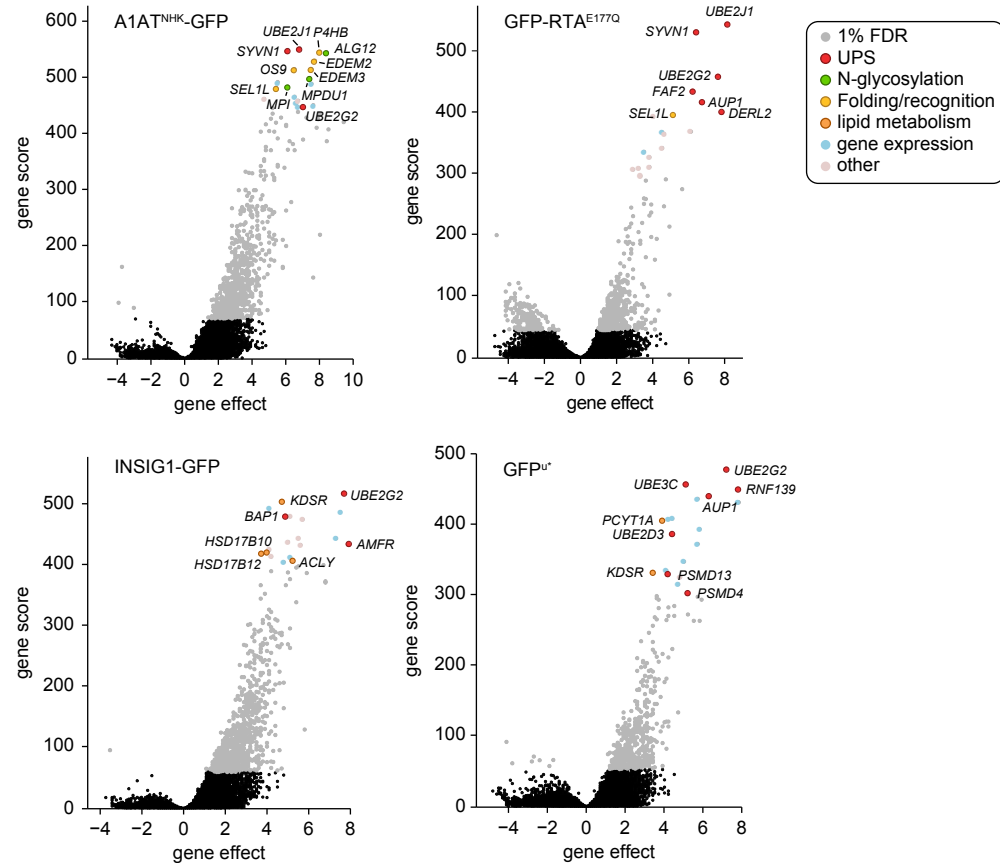 A1AT^NHK-GFP
gene score
600
500
400
300
200
100
0
−4 −2 0 2 4 6 8 10
gene effect
UBE2J1 P4HB
SYVN1 ALG12
EDEM2
OS9 EDEM3
SEL1L MPDU1
MPI UBE2G2
GFP-RTA^E177Q
gene score
500
400
300
200
100
0
−4 −2 0 2 4 6 8
gene effect
UBE2J1
SYVN1
UBE2G2
FAF2 AUP1
SEL1L DERL2
1% FDR
UPS
N-glycosylation
Folding/recognition
lipid metabolism
gene expression
other
INSIG1-GFP
gene score
500
400
300
200
100
0
−4 −2 0 2 4 6 8
gene effect
KDSR UBE2G2
BAP1
HSD17B10 AMFR
HSD17B12 ACLY
GFP^u*
gene score
500
400
300
200
100
0
−4 −2 0 2 4 6 8
gene effect
UBE2G2
UBE3C RNF139
AUP1
PCYT1A
UBE2D3
KDSR PSMD13
PSMD4